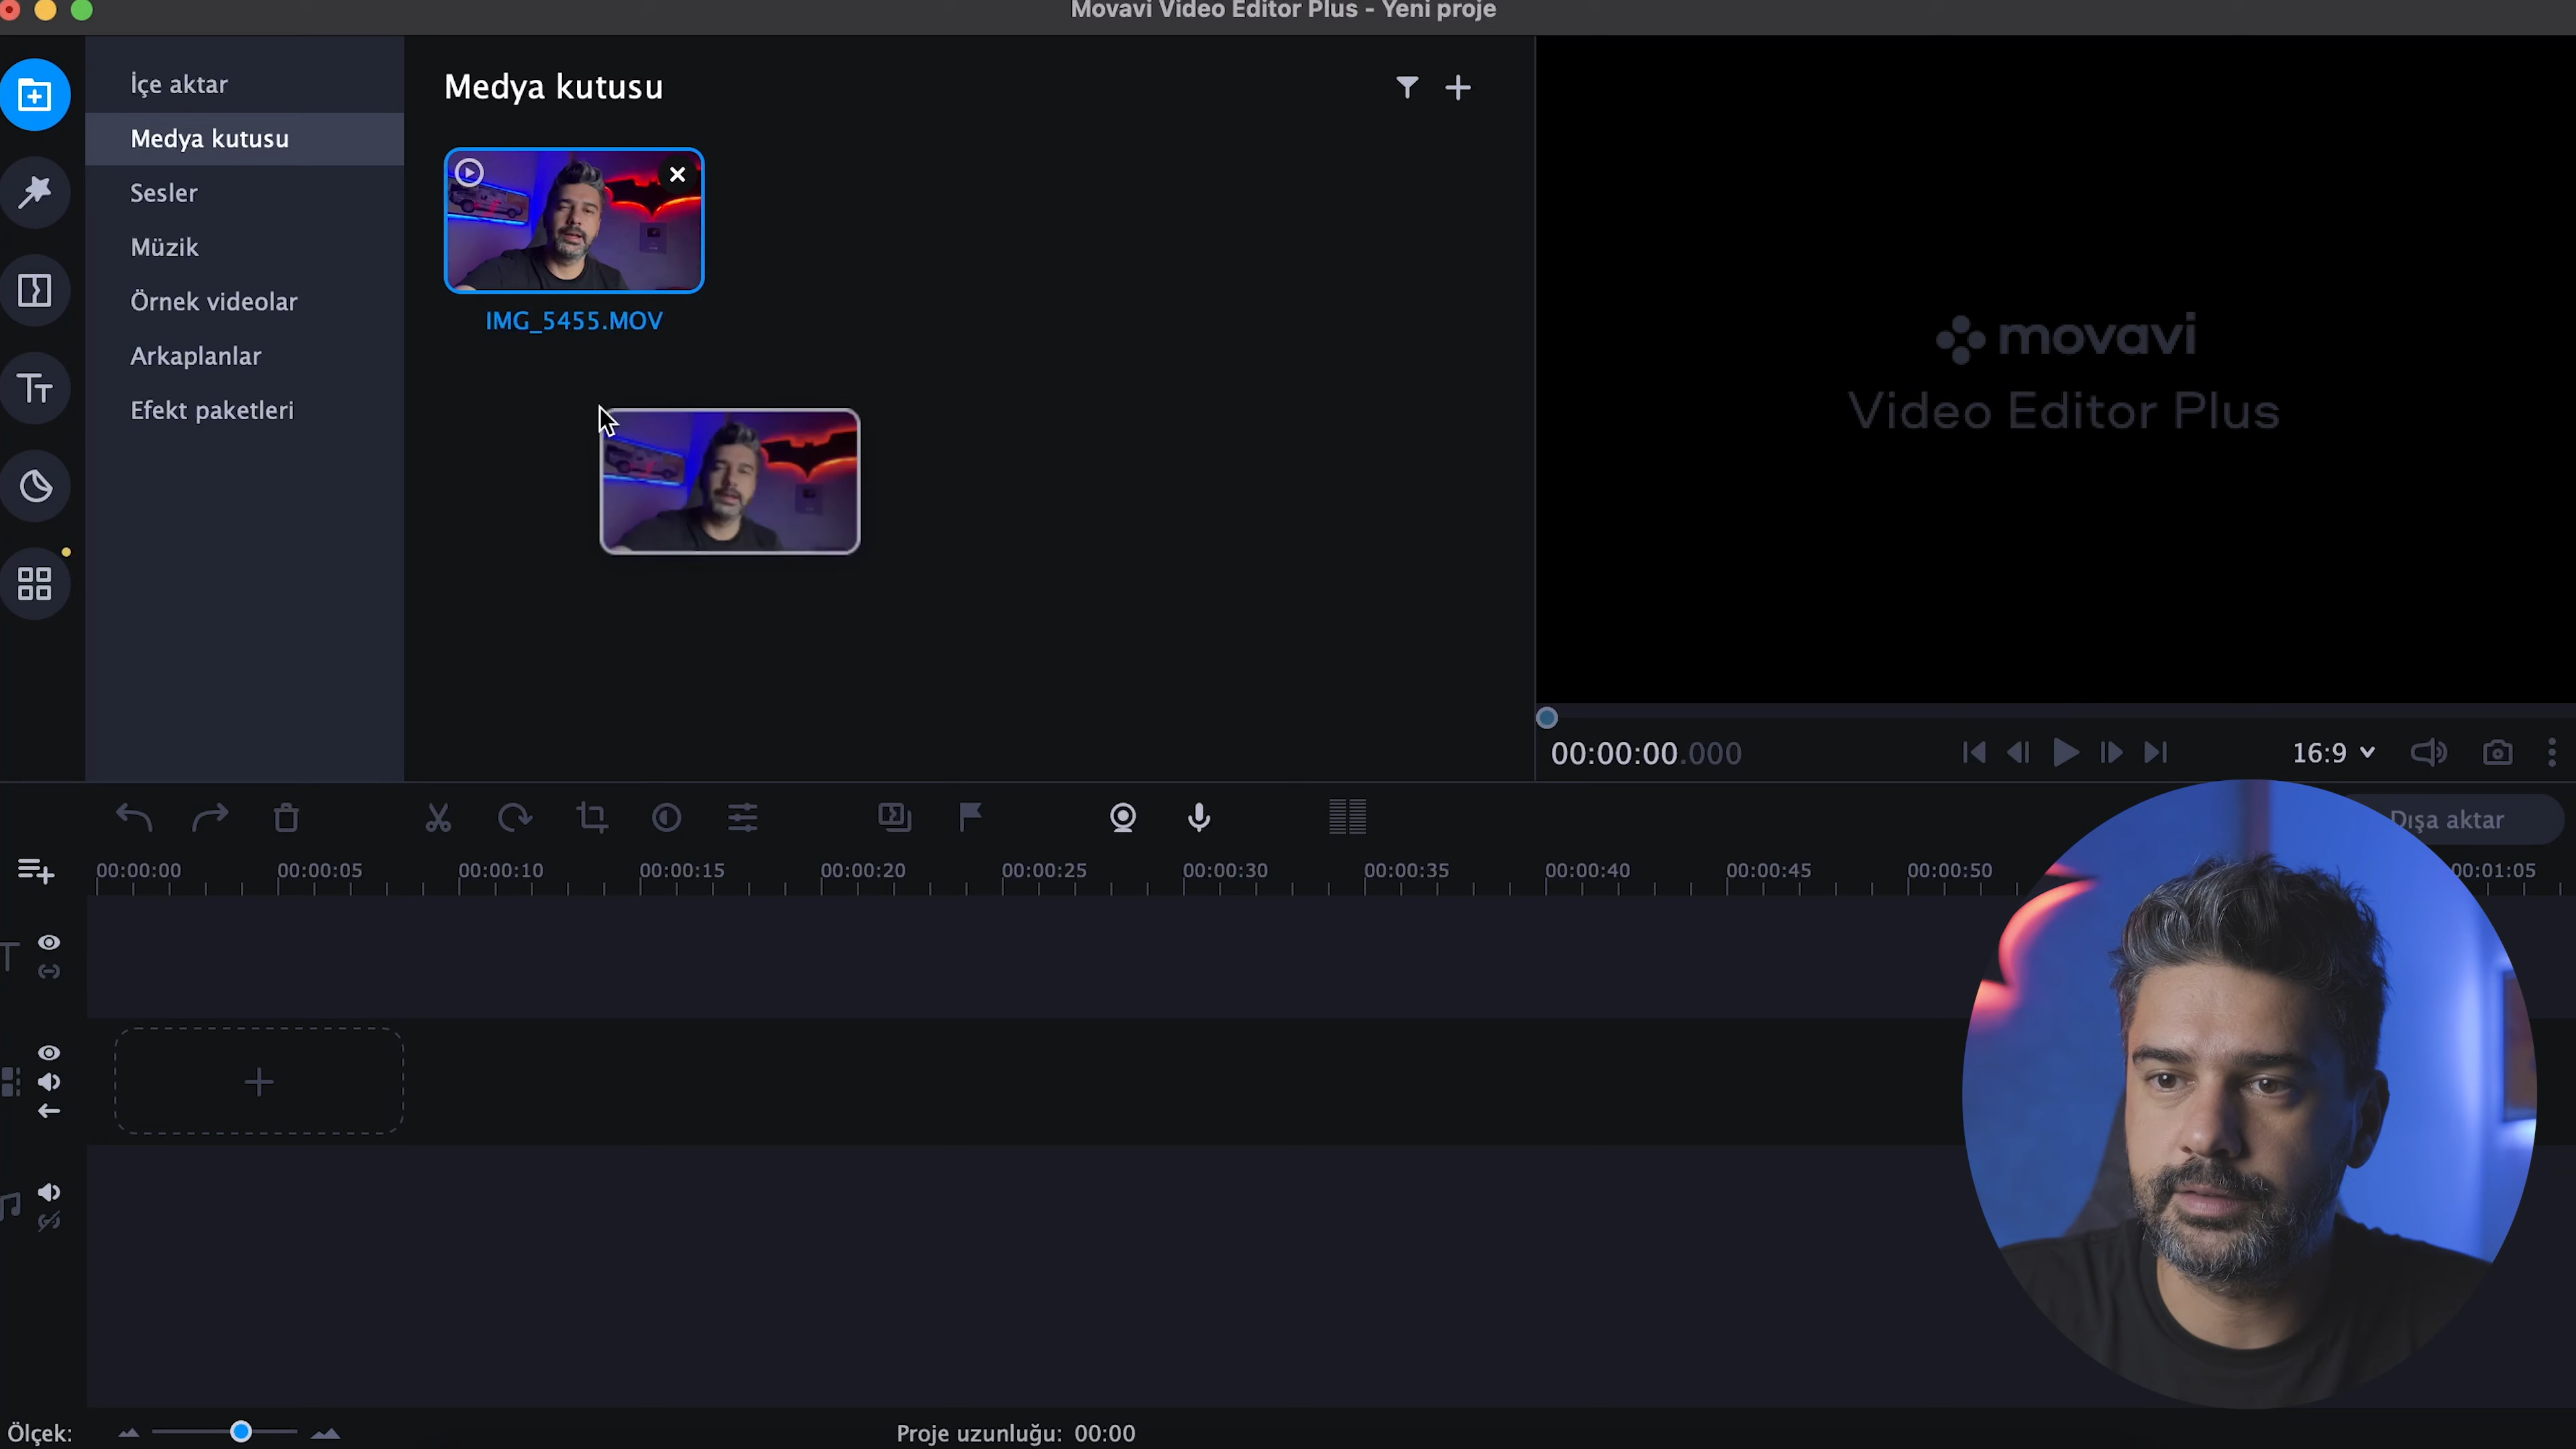 Movavi Video Editor Plus - Yeni proje
İçe aktar
Medya kutusu
Sesler
Müzik
Örnek videolar
Arkaplanlar
Efekt paketleri
Medya kutusu
IMG_5455.MOV
movavi
Video Editor Plus
00:00:00.000
16:9
Dışa aktar
00:00:00 00:00:05 00:00:10 00:00:15 00:00:20 00:00:25 00:00:30 00:00:35 00:00:40 00:00:45 00:00:50 00:01:05
Ölçek:
Proje uzunluğu: 00:00